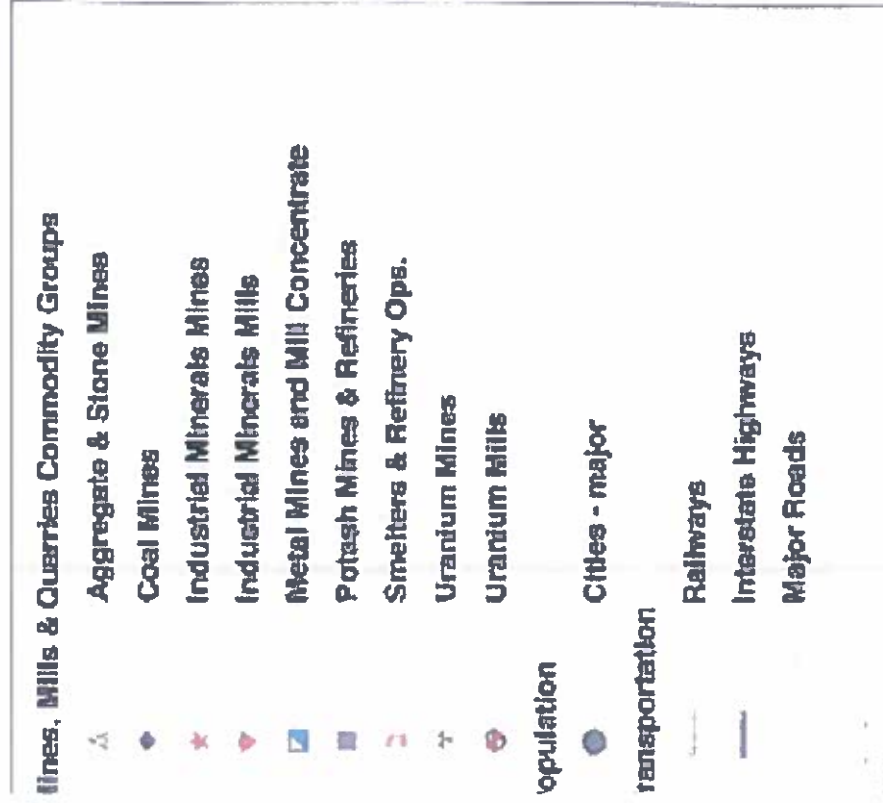 Mines, Mills & Quarries Commodity Groups
Aggregate & Stone Mines
Coal Mines
Industrial Minerals Mines
Industrial Minerals Mills
Metal Mines and Mill Concentrate
Potash Mines & Refineries
Smelters & Refinery Ops.
Uranium Mines
Uranium Mills
opulation
Cities - major
ransportation
Railways
Interstate Highways
Major Roads